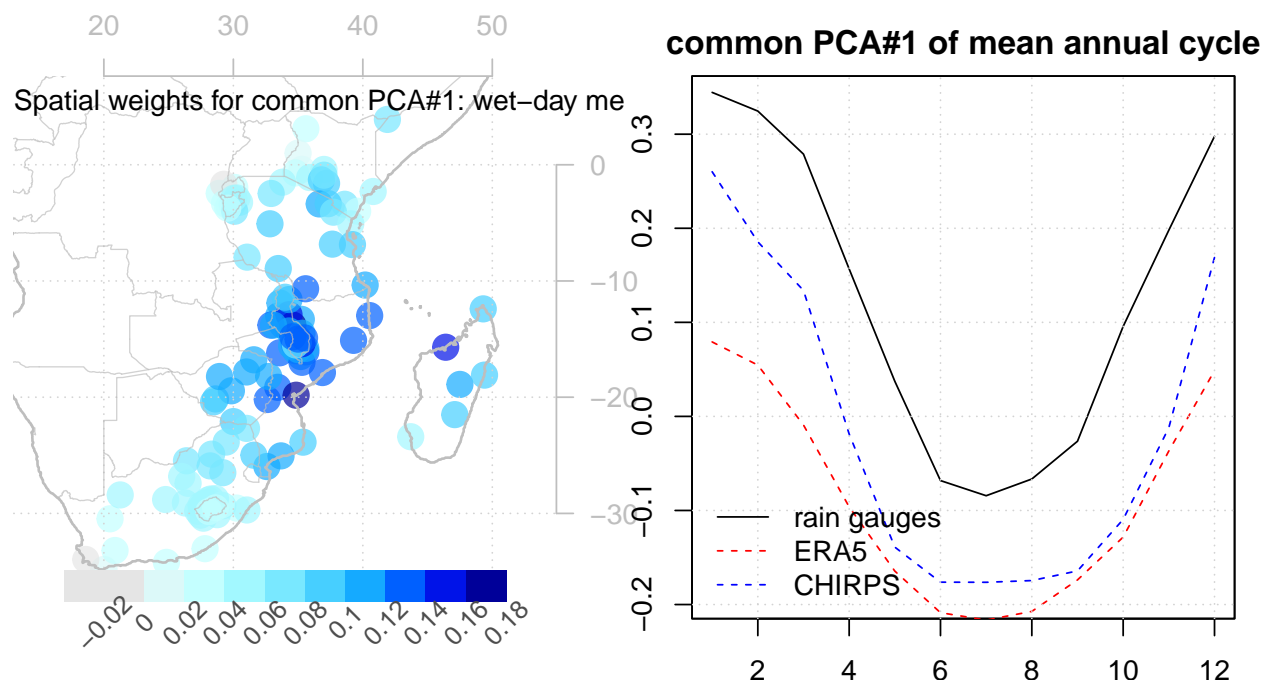 20 30 40 50
Spatial weights for common PCA#1: wet−day me
0
−10
−20
−30
−0.02 0 0.02 0.04 0.06 0.08 0.1 0.12 0.14 0.16 0.18
common PCA#1 of mean annual cycle
0.3
0.2
0.1
0.0
−0.1
−0.2
rain gauges
ERA5
CHIRPS
2 4 6 8 10 12